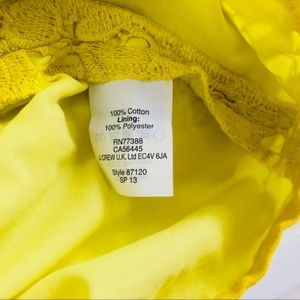 100% Cotton
Lining:
100% Polyester
RN77388
CA56445
J.CREW U.K. Ltd EC4V 6JA
Style 87120
SP 13